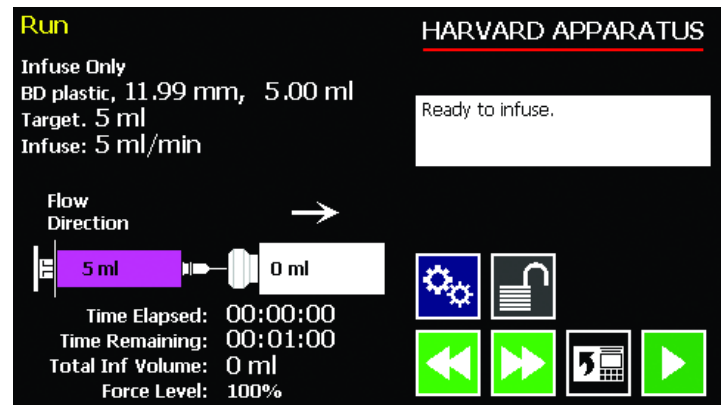 Run
HARVARD APPARATUS
Infuse Only
BD plastic, 11.99 mm, 5.00 ml
Target. 5 ml
Infuse: 5 ml/min
Ready to infuse.
Flow
Direction
5 ml
0 ml
Time Elapsed: 00:00:00
Time Remaining: 00:01:00
Total Inf Volume: 0 ml
Force Level: 100%